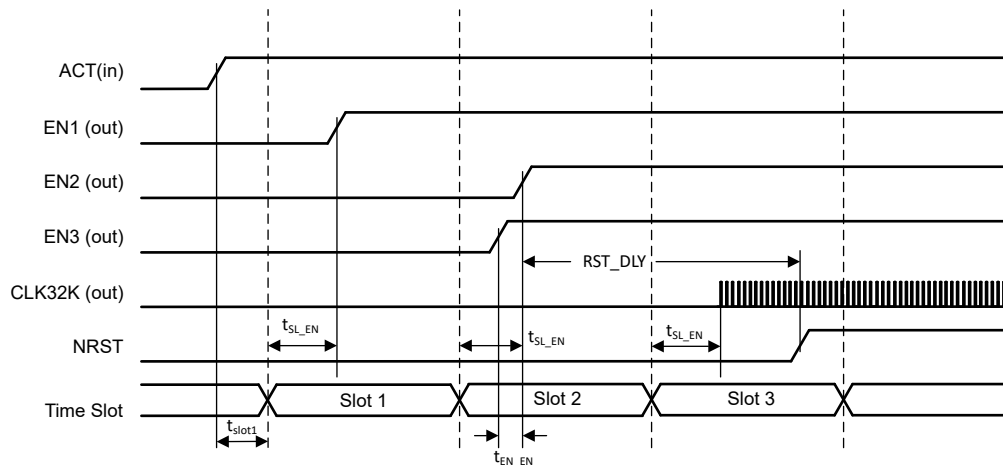 ACT(in)
EN1 (out)
EN2 (out)
EN3 (out)
RST_DLY
CLK32K (out)
tSL_EN
tSL_EN
tSL_EN
NRST
Time Slot
Slot 1
Slot 2
Slot 3
tslot1
tEN_EN